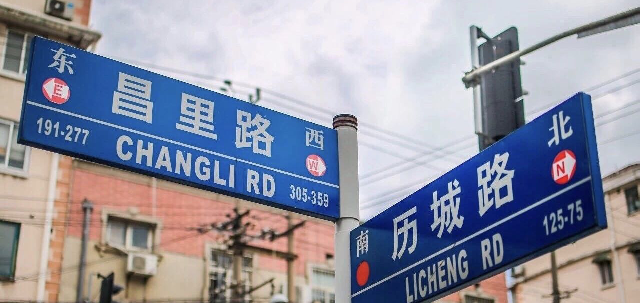 东 昌里路 西
E W
191-277 CHANGLI RD 305-359
南 历城路 北
N
LICHENG RD 125-75